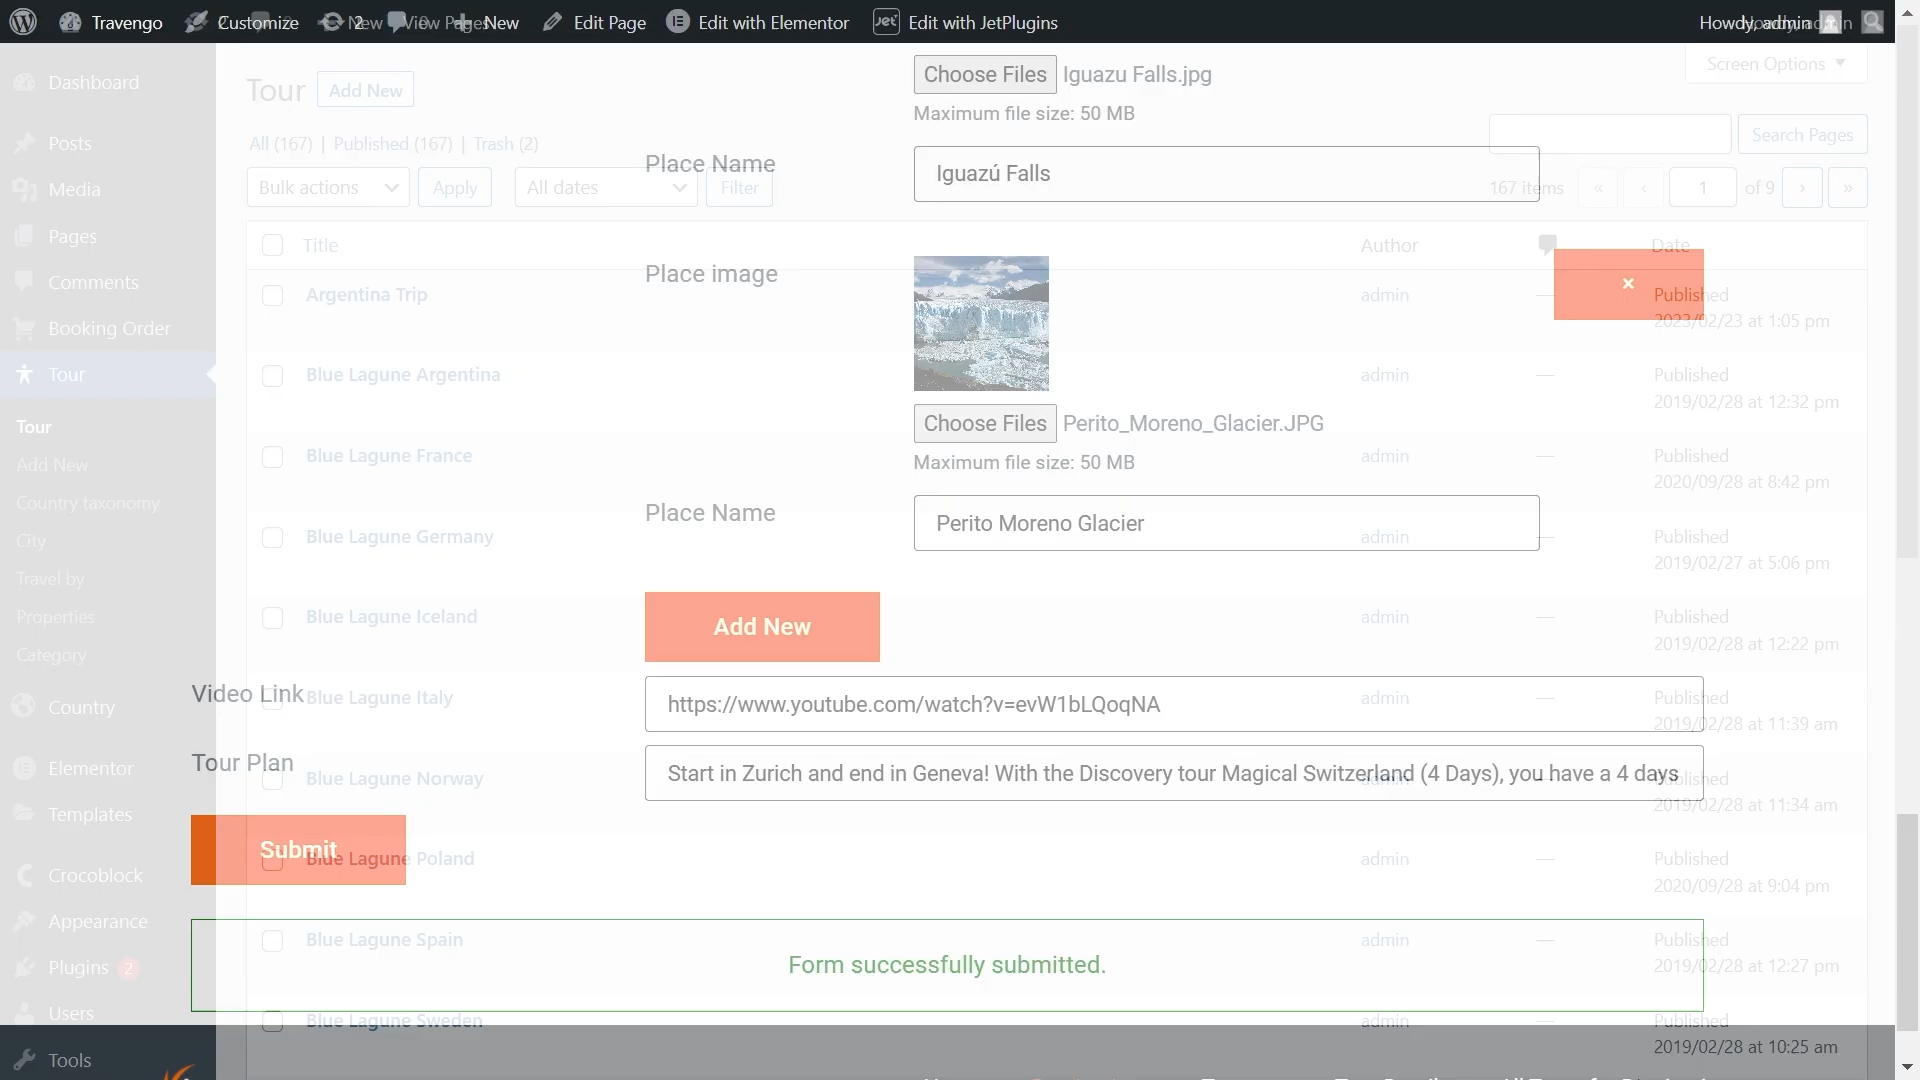 Travengo Customize 2 New View Pages New Edit Page Edit with Elementor Edit with JetPlugins Howdy, admin
Choose Files Iguazu Falls.jpg
Maximum file size: 50 MB
Place Name
Iguazú Falls
Place image
Choose Files Perito_Moreno_Glacier.JPG
Maximum file size: 50 MB
Place Name
Perito Moreno Glacier
×
Add New
Video Link
https://www.youtube.com/watch?v=evW1bLQoqNA
Tour Plan
Start in Zurich and end in Geneva! With the Discovery tour Magical Switzerland (4 Days), you have a 4 days
Submit
Form successfully submitted.
Dashboard
Posts
Media
Pages
Comments
Booking Order
Tour
Tour
Add New
Country taxonomy
City
Travel by
Properties
Category
Country
Elementor
Templates
Crocoblock
Appearance
Plugins 2
Users
Tools
Screen Options
Tour Add New
All (167) | Published (167) | Trash (2)
Search Pages
Bulk actions Apply All dates Filter
167 items « ‹ 1 of 9 › »
Title Author Date
Argentina Trip admin — Published
2023/02/23 at 1:05 pm
Blue Lagune Argentina admin — Published
2019/02/28 at 12:32 pm
Blue Lagune France admin — Published
2020/09/28 at 8:42 pm
Blue Lagune Germany admin — Published
2019/02/27 at 5:06 pm
Blue Lagune Iceland admin — Published
2019/02/28 at 12:22 pm
Blue Lagune Italy admin — Published
2019/02/28 at 11:39 am
Blue Lagune Norway admin — Published
2019/02/28 at 11:34 am
Blue Lagune Poland admin — Published
2020/09/28 at 9:04 pm
Blue Lagune Spain admin — Published
2019/02/28 at 12:27 pm
Blue Lagune Sweden admin — Published
2019/02/28 at 10:25 am